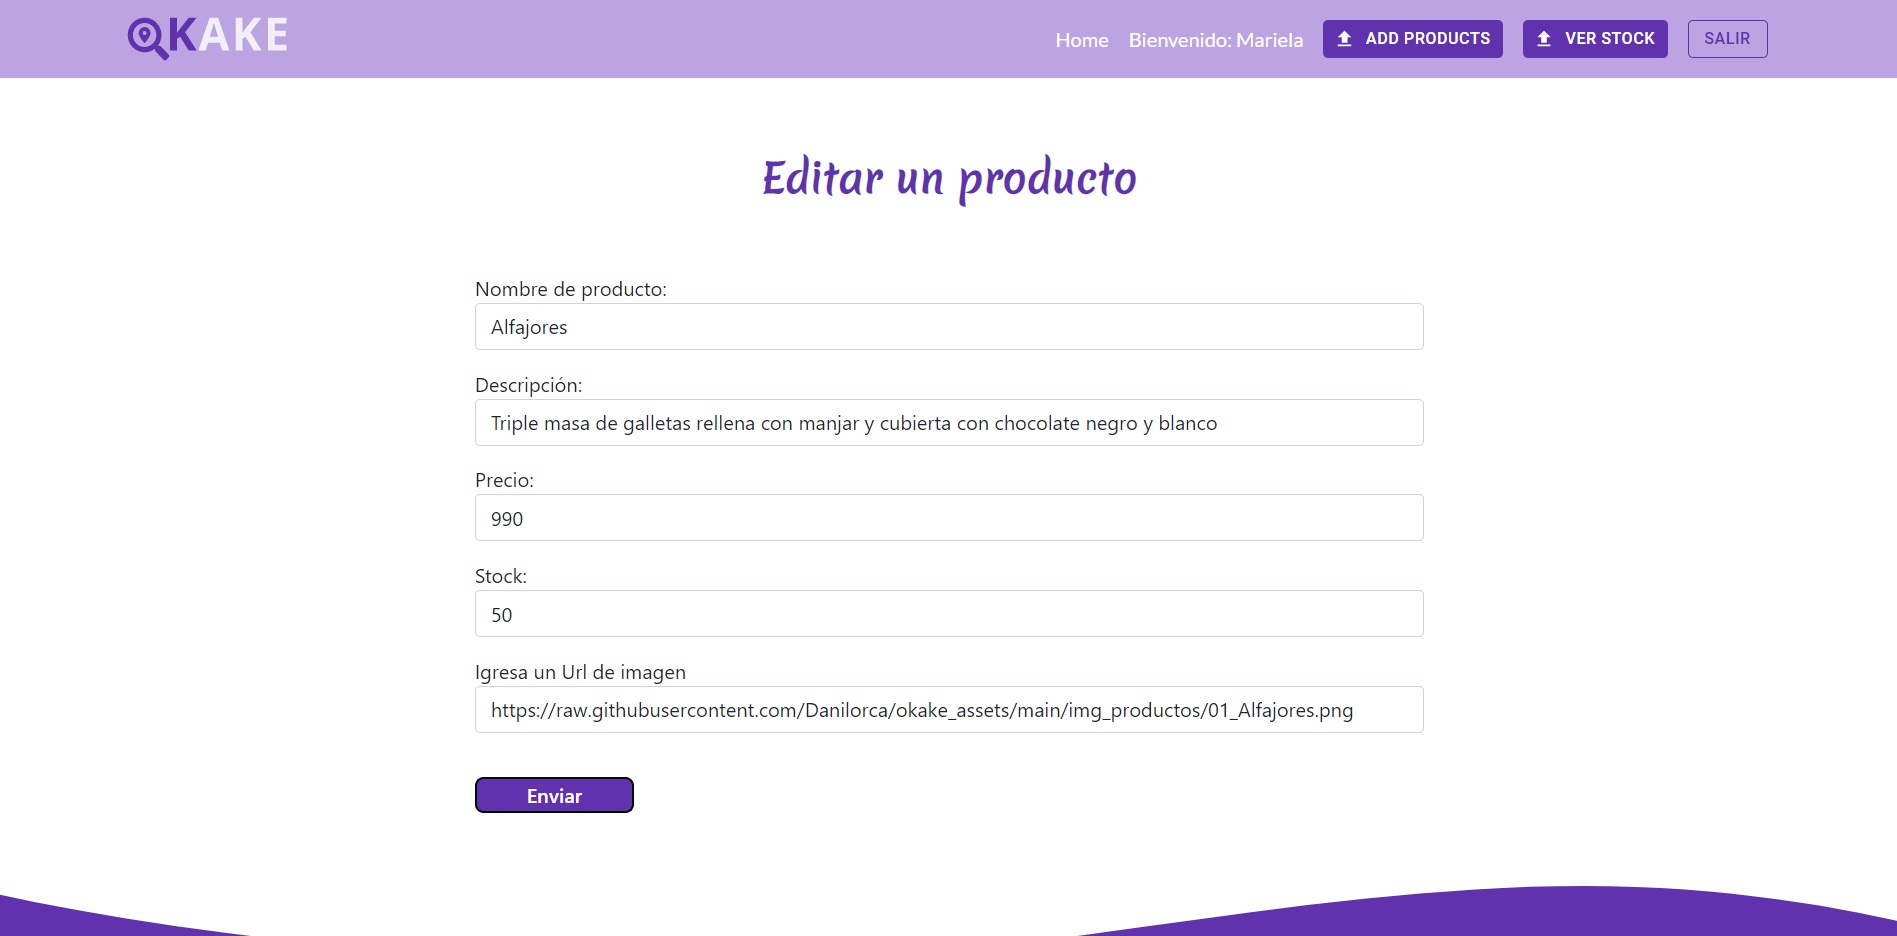 KAKE
Home Bienvenido: Mariela ADD PRODUCTS VER STOCK SALIR
Editar un producto
Nombre de producto:
Alfajores
Descripción:
Triple masa de galletas rellena con manjar y cubierta con chocolate negro y blanco
Precio:
990
Stock:
50
Igresa un Url de imagen
https://raw.githubusercontent.com/Danilorca/okake_assets/main/img_productos/01_Alfajores.png
Enviar